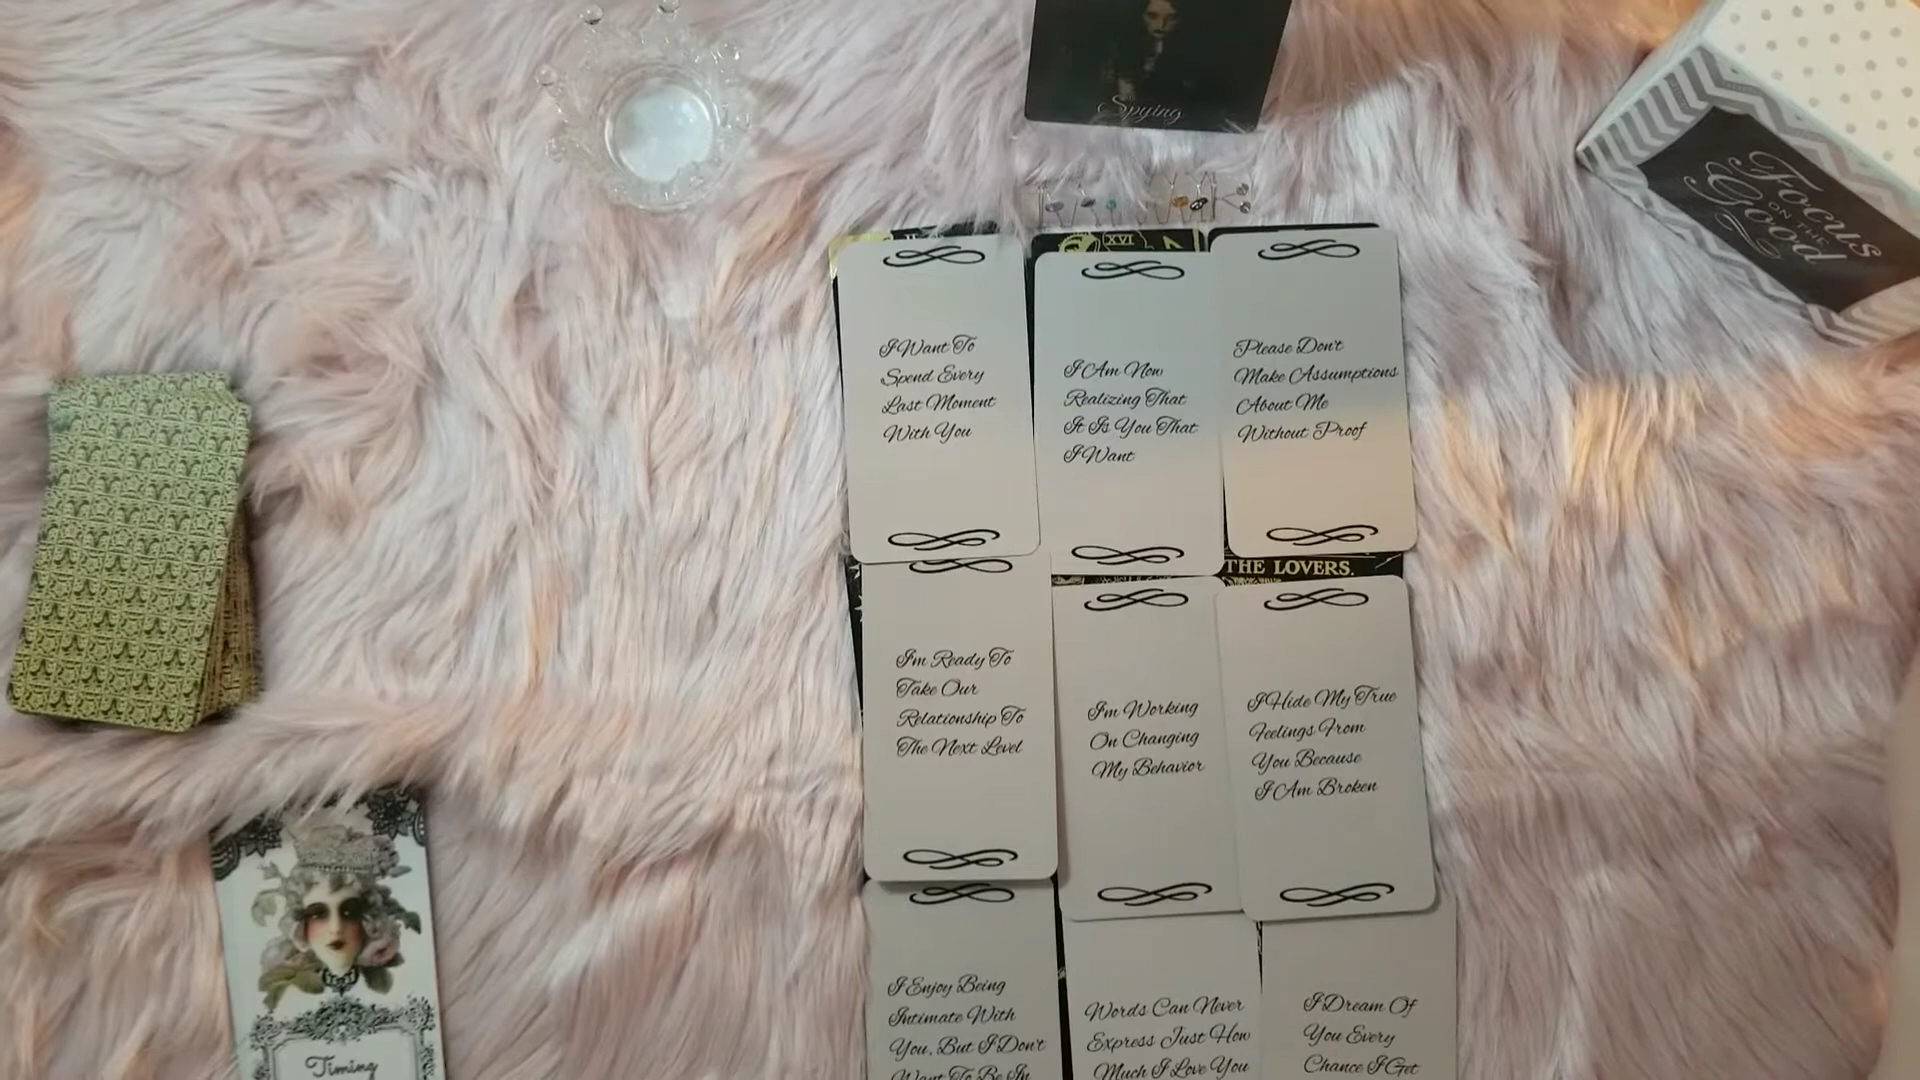 Spying
Focus
ON THE
Good
XVI
I Want To
Spend Every
Last Moment
With You
I Am Now
Realizing That
It Is You That
I Want
Please Don't
Make Assumptions
About Me
Without Proof
THE LOVERS.
I'm Ready To
Take Our
Relationship To
The Next Level
I'm Working
On Changing
My Behavior
I Hide My True
Feelings From
You Because
I Am Broken
I Enjoy Being
Intimate With
You, But I Don't
Want To Be In
Words Can Never
Express Just How
Much I Love You
I Dream Of
You Every
Chance I Get
Timing